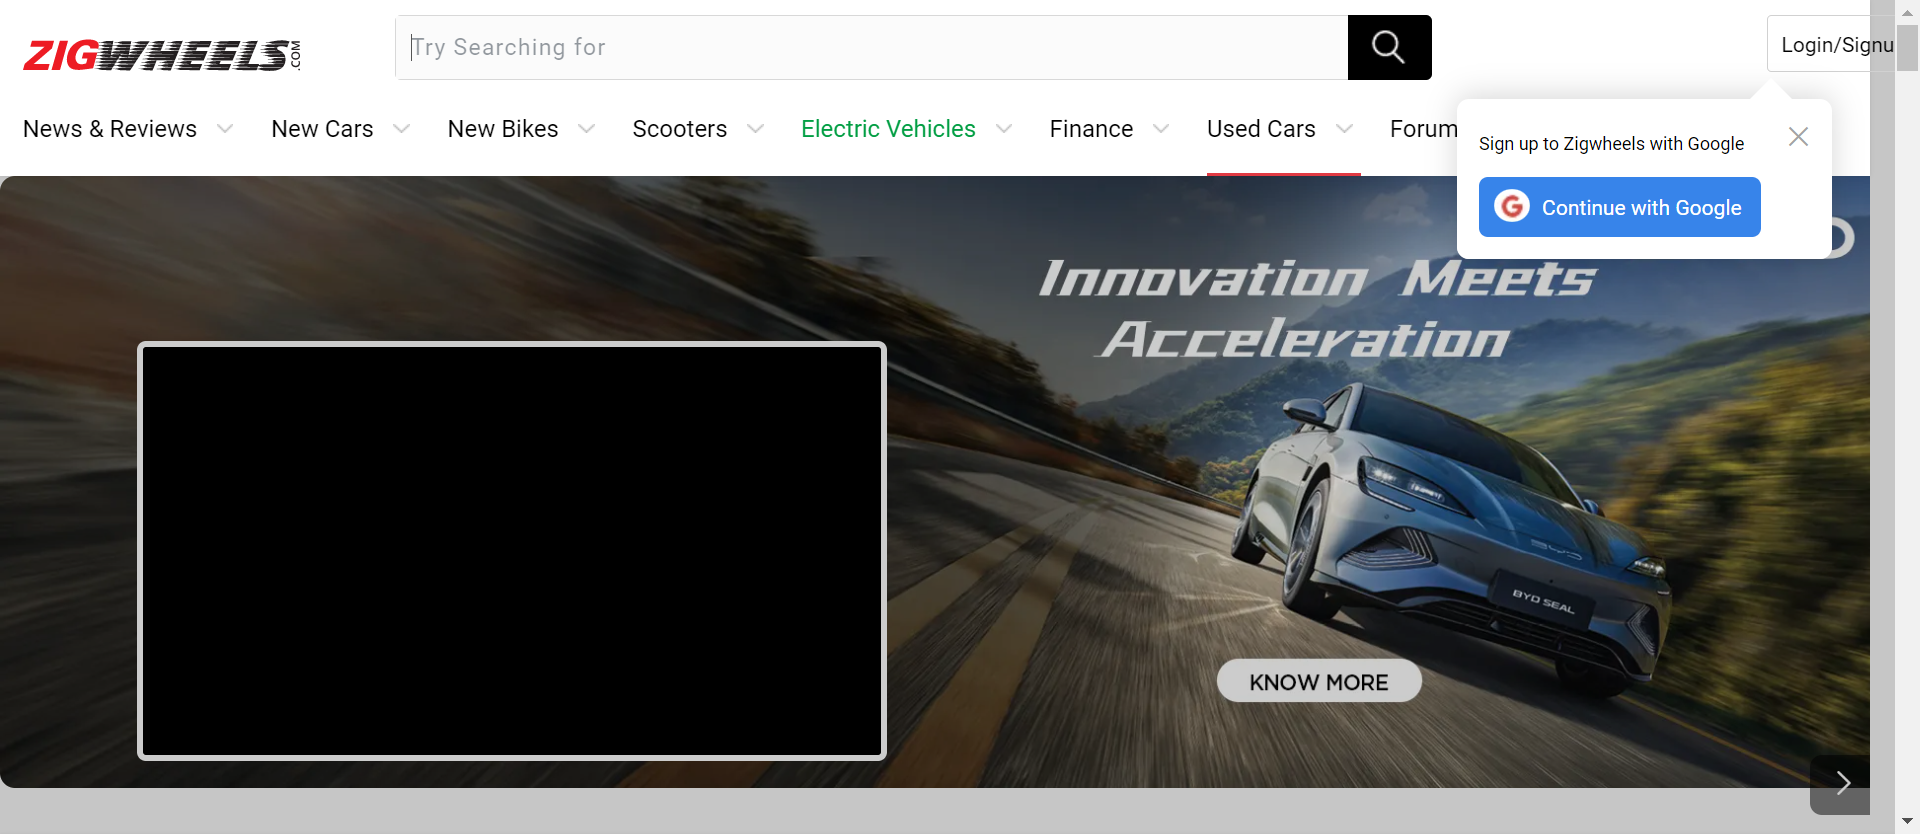 ZIGWHEELS.COM
Try Searching for
Login/Signu
News & Reviews
New Cars
New Bikes
Scooters
Electric Vehicles
Finance
Used Cars
Forum
Sign up to Zigwheels with Google
G Continue with Google
Innovation Meets
Acceleration
BYD
BYD SEAL
KNOW MORE